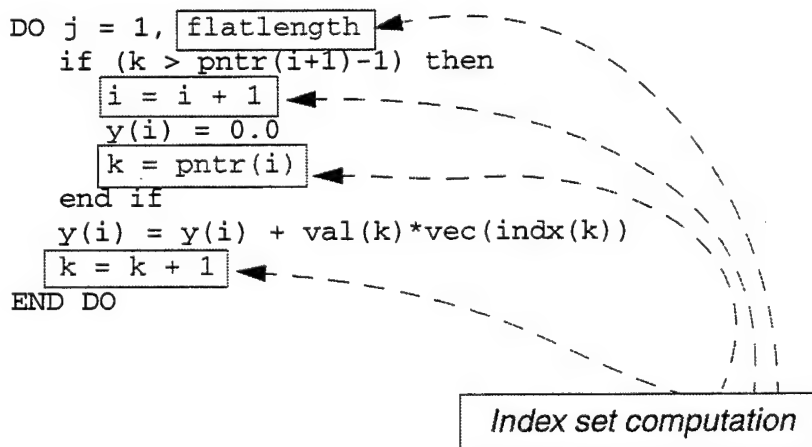 DO j = 1, flatlength
if (k > pntr(i+1)-1) then
i = i + 1
y(i) = 0.0
k = pntr(i)
end if
y(i) = y(i) + val(k)*vec(indx(k))
k = k + 1
END DO
Index set computation